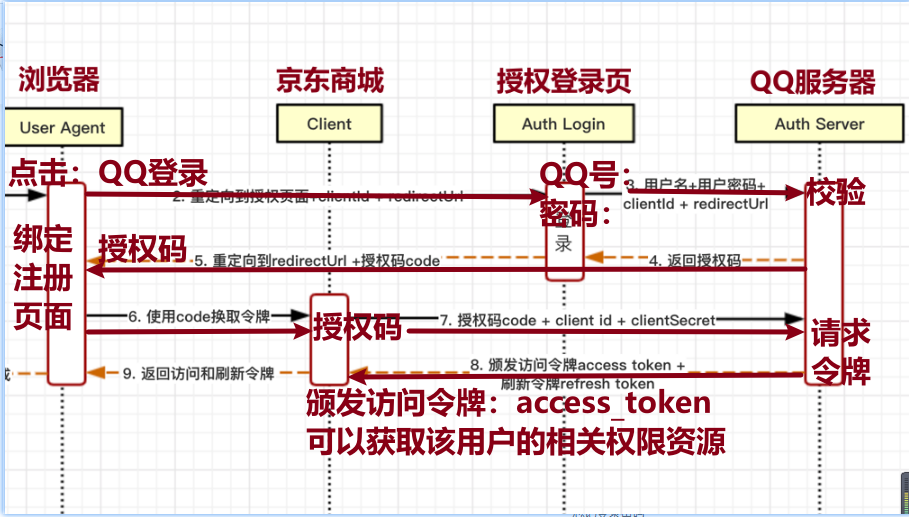 浏览器
京东商城
授权登录页
QQ服务器
User Agent
Client
Auth Login
Auth Server
点击：QQ登录
QQ号：
密码：
2. 重定向到授权页面+clientId + redirectUrl
3. 用户名+用户密码+
clientId + redirectUrl
校验
登
录
绑定
注册
页面
授权码
5. 重定向到redirectUrl +授权码code
4. 返回授权码
6. 使用code换取令牌
授权码
7. 授权码code + client id + clientSecret
请求
令牌
9. 返回访问和刷新令牌
8. 颁发访问令牌access token +
刷新令牌refresh token
颁发访问令牌：access_token
可以获取该用户的相关权限资源